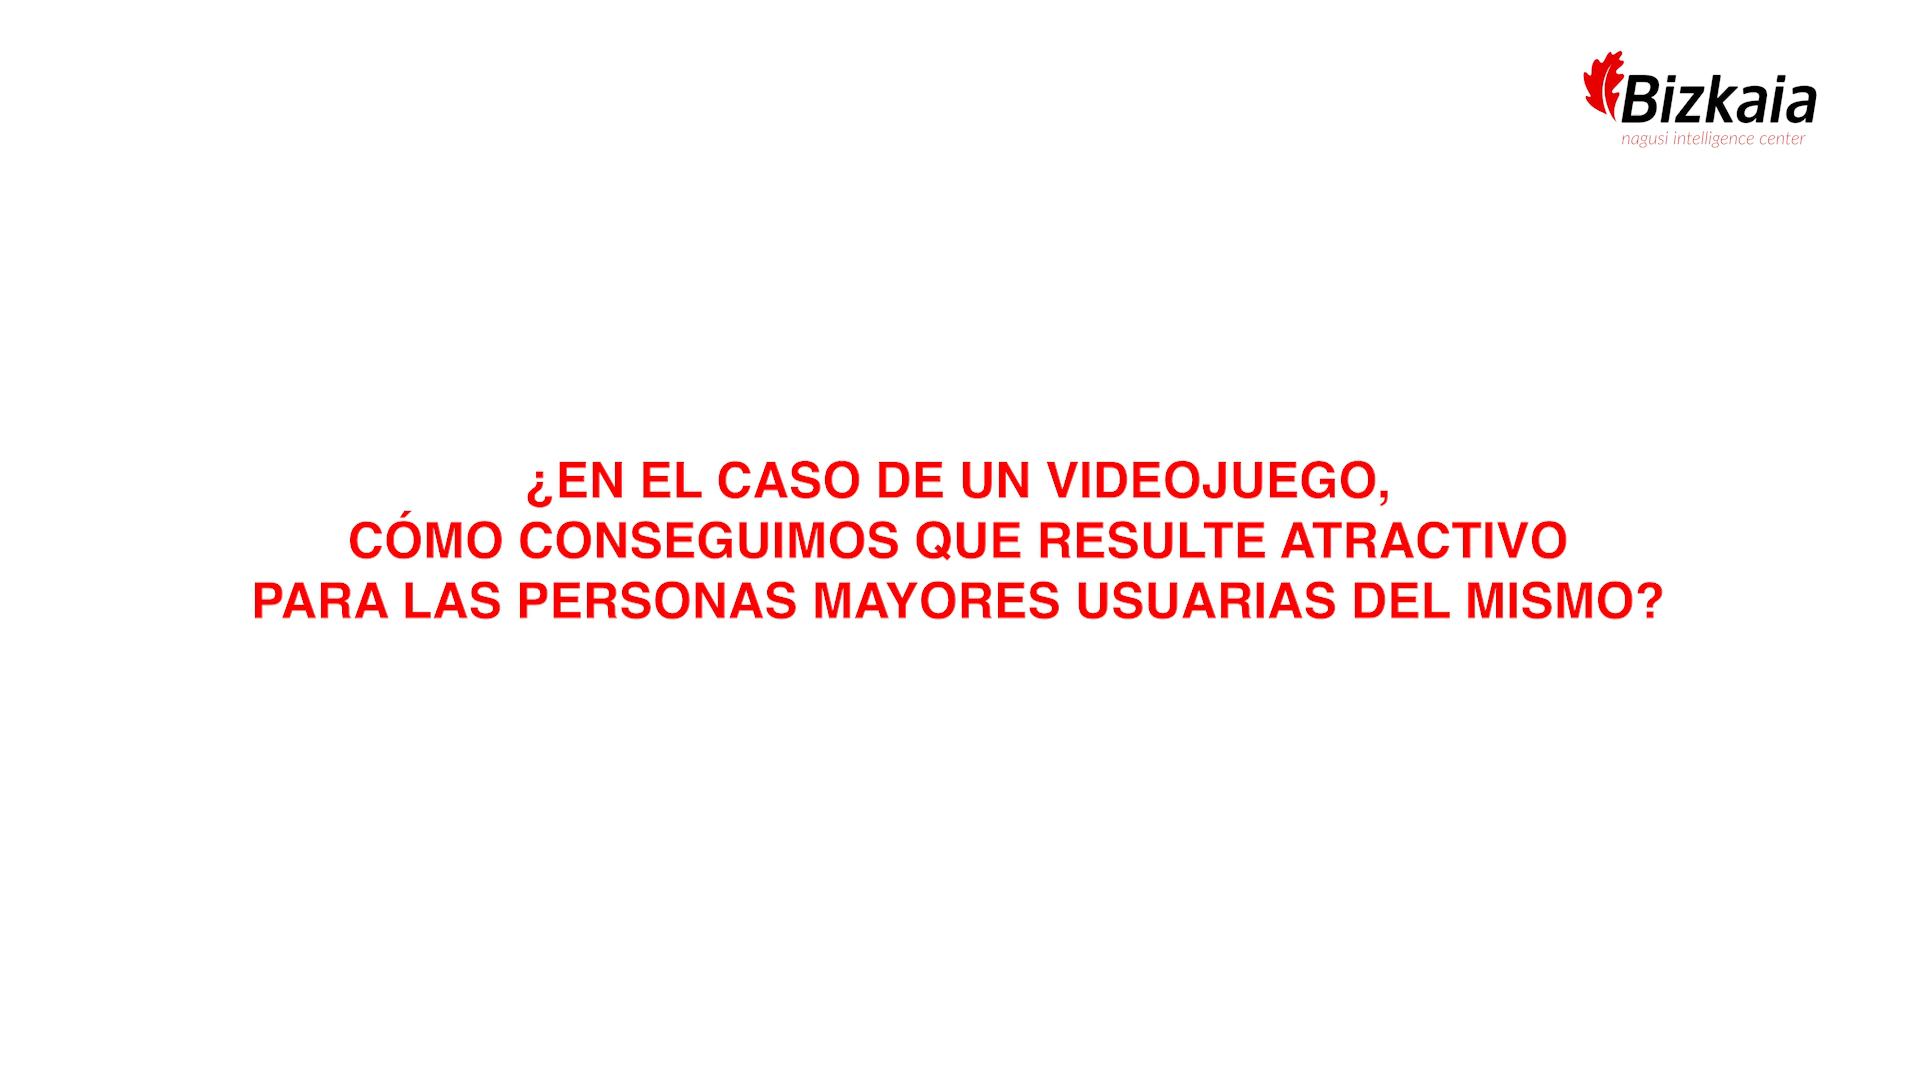 Bizkaia
nagusi intelligence center
¿EN EL CASO DE UN VIDEOJUEGO,
CÓMO CONSEGUIMOS QUE RESULTE ATRACTIVO
PARA LAS PERSONAS MAYORES USUARIAS DEL MISMO?